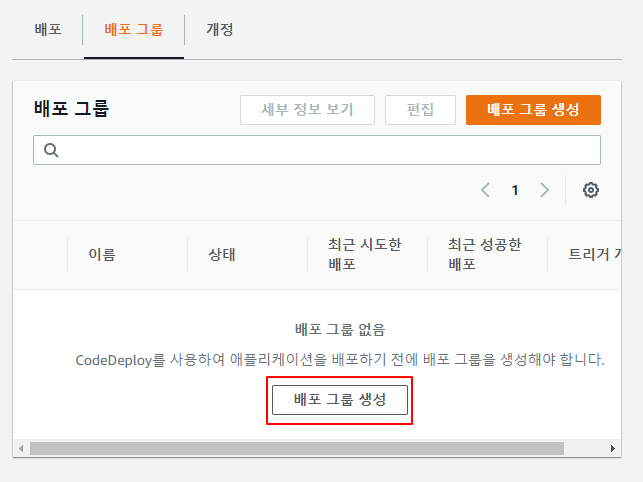 배포 배포 그룹 개정
배포 그룹 세부 정보 보기 편집 배포 그룹 생성
1
이름 상태 최근 시도한 배포 최근 성공한 배포 트리거
배포 그룹 없음
CodeDeploy를 사용하여 애플리케이션을 배포하기 전에 배포 그룹을 생성해야 합니다.
배포 그룹 생성